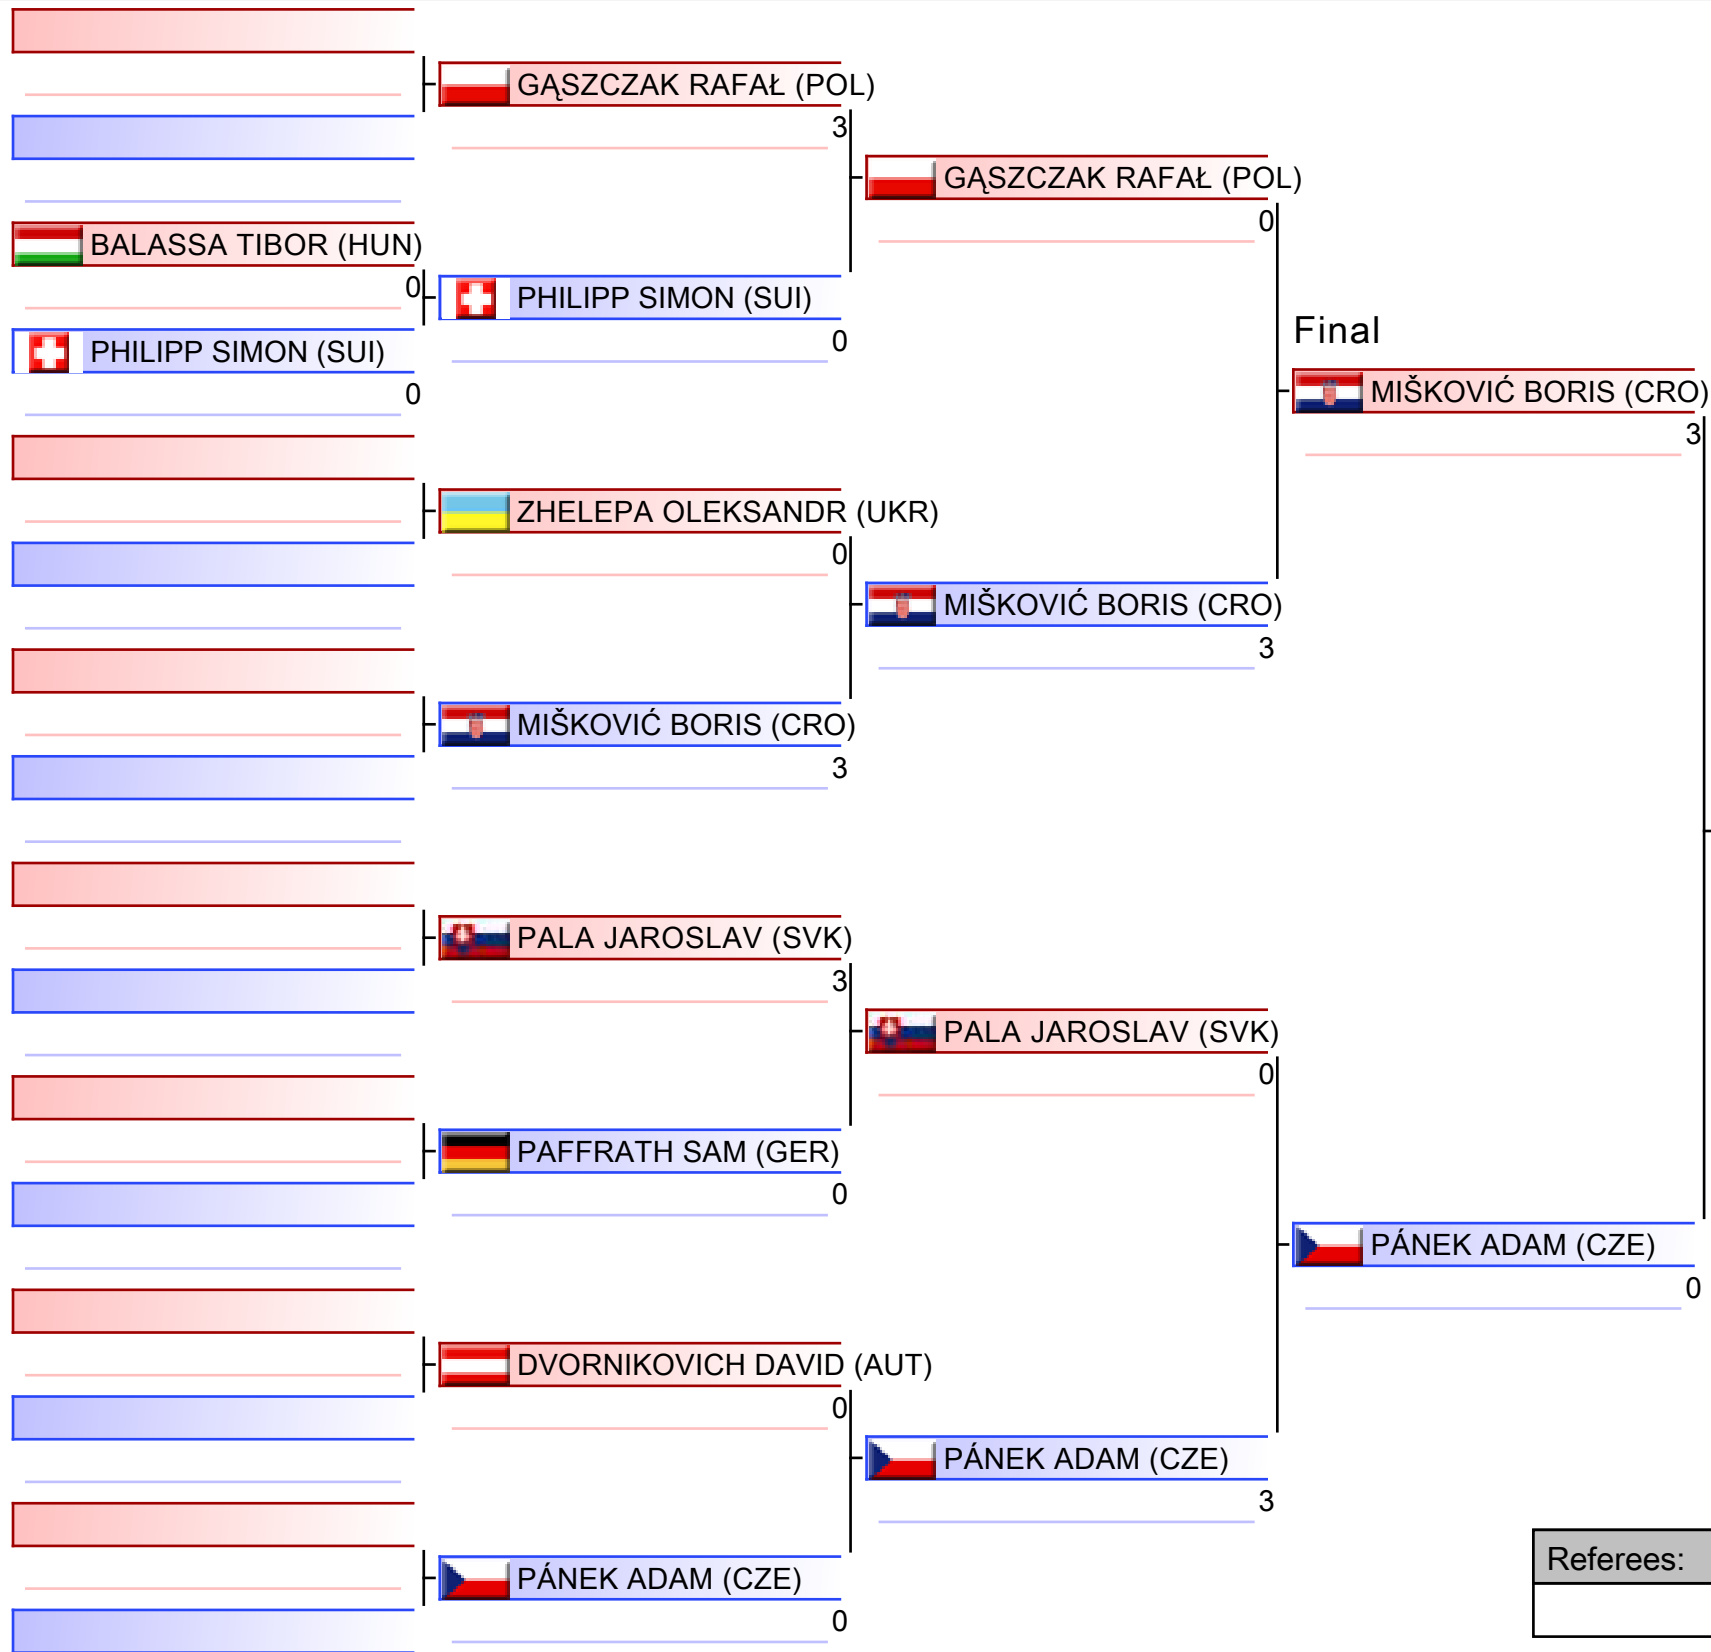 GĄSZCZAK RAFAŁ (POL)
3
GĄSZCZAK RAFAŁ (POL)
0
BALASSA TIBOR (HUN)
0
PHILIPP SIMON (SUI)
0
PHILIPP SIMON (SUI)
0
Final
MIŠKOVIĆ BORIS (CRO)
3
ZHELEPA OLEKSANDR (UKR)
0
MIŠKOVIĆ BORIS (CRO)
3
MIŠKOVIĆ BORIS (CRO)
3
PALA JAROSLAV (SVK)
3
PALA JAROSLAV (SVK)
0
PAFFRATH SAM (GER)
0
PÁNEK ADAM (CZE)
0
DVORNIKOVICH DAVID (AUT)
0
PÁNEK ADAM (CZE)
3
PÁNEK ADAM (CZE)
0
Referees: